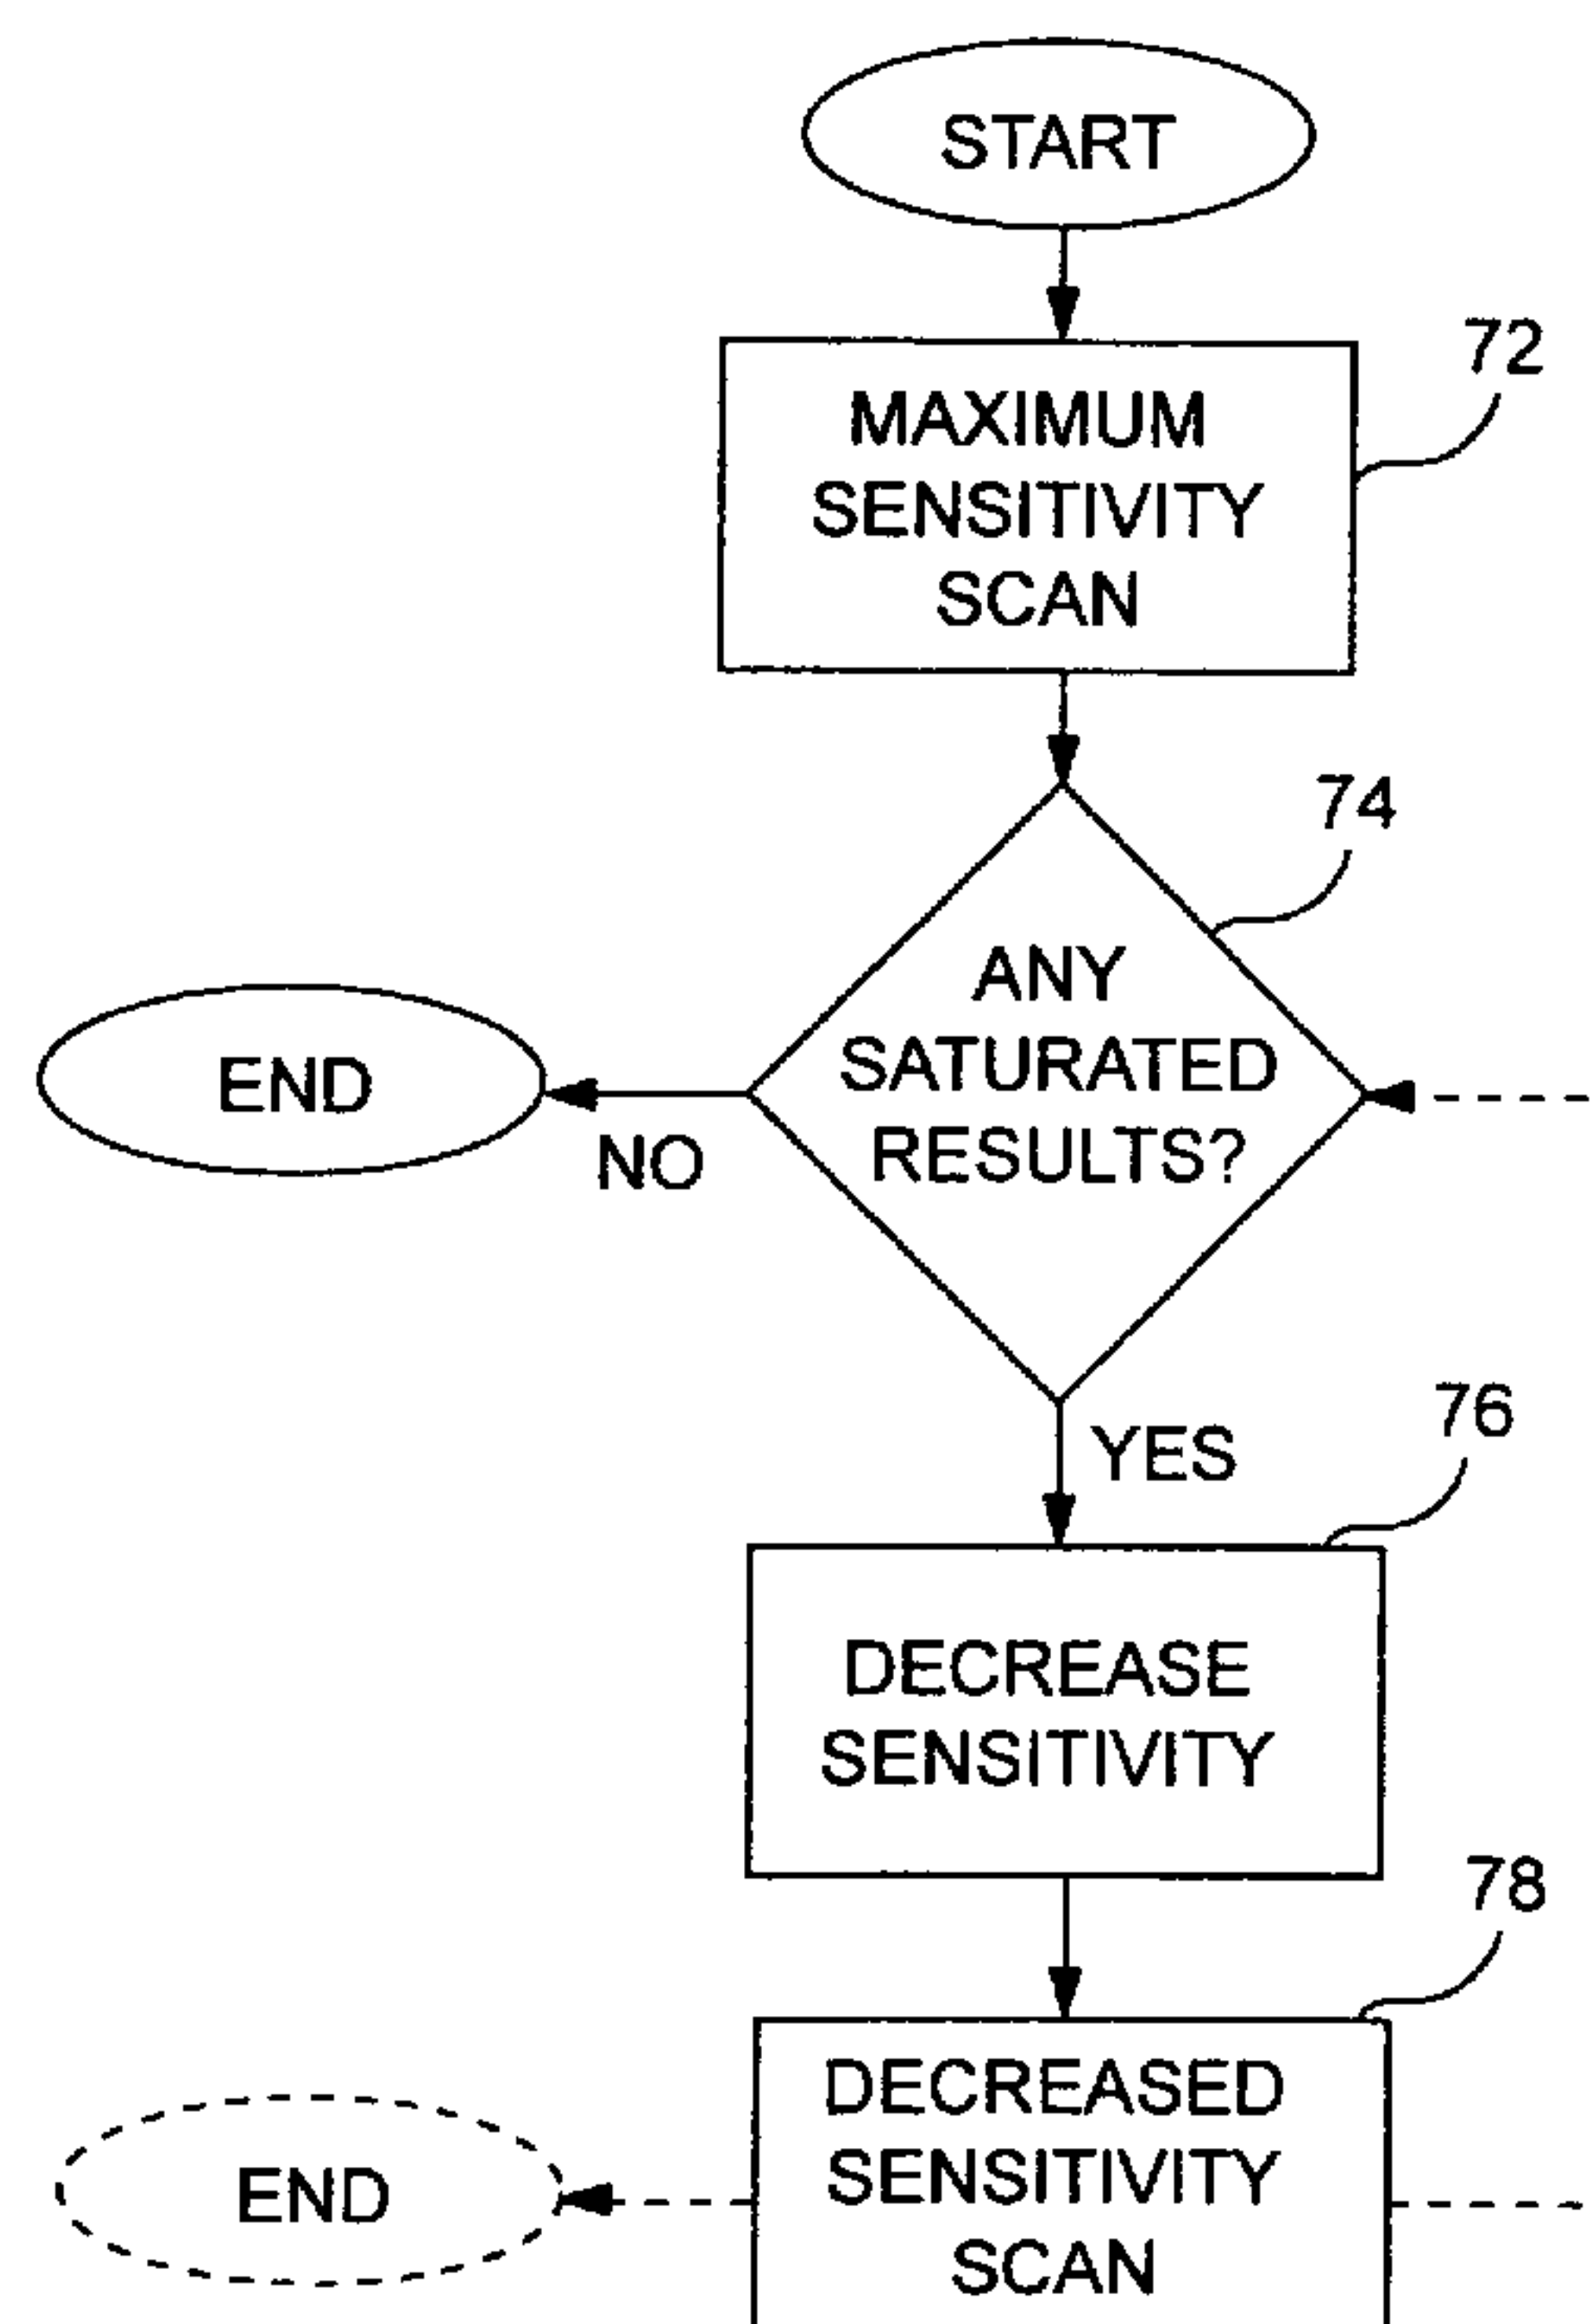 START
72
MAXIMUM
SENSITIVITY
SCAN
74
ANY
SATURATED
RESULTS?
END
NO
YES
76
DECREASE
SENSITIVITY
78
DECREASED
SENSITIVITY
SCAN
END